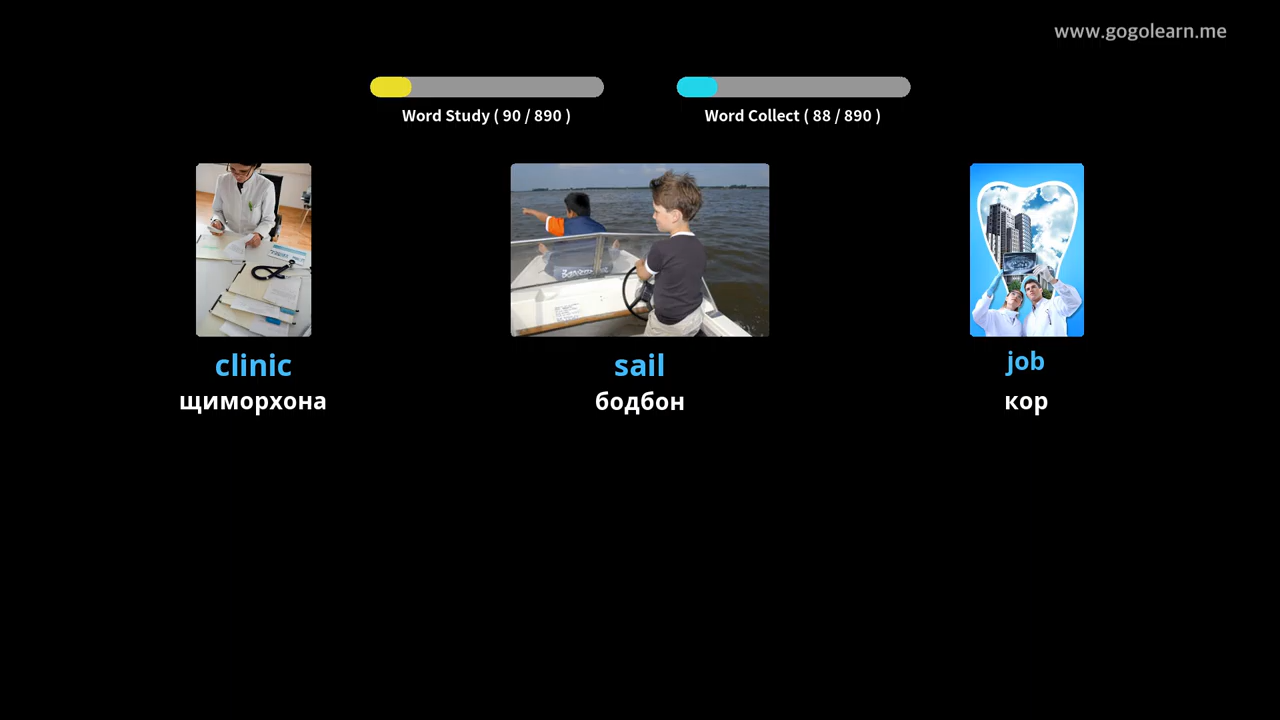 www.gogolearn.me
Word Study ( 90 / 890 )
Word Collect ( 88 / 890 )
clinic
sail
job
щиморхона
бодбон
кор